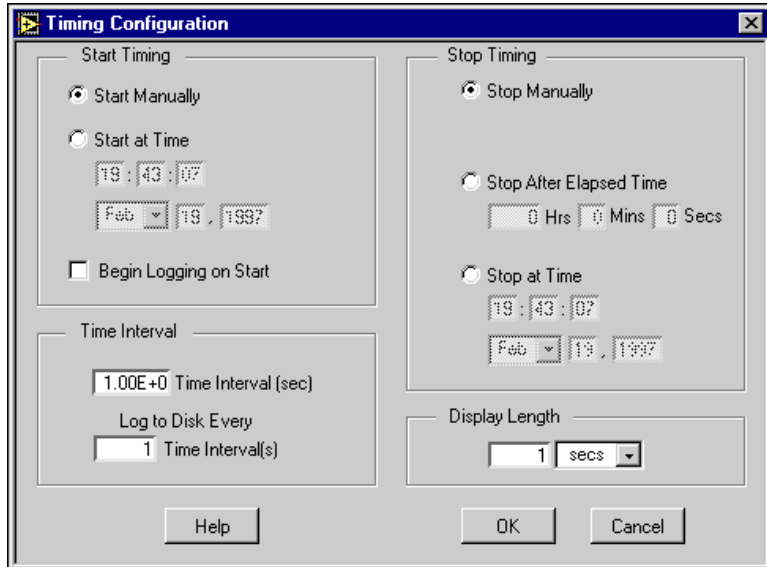 Timing Configuration
Start Timing
Start Manually
Start at Time
19 : 43 : 07
Feb 19 , 1997
Begin Logging on Start
Time Interval
1.00E+0 Time Interval (sec)
Log to Disk Every
1 Time Interval(s)
Stop Timing
Stop Manually
Stop After Elapsed Time
0 Hrs 0 Mins 0 Secs
Stop at Time
19 : 43 : 07
Feb 19 , 1997
Display Length
1 secs
Help
OK
Cancel